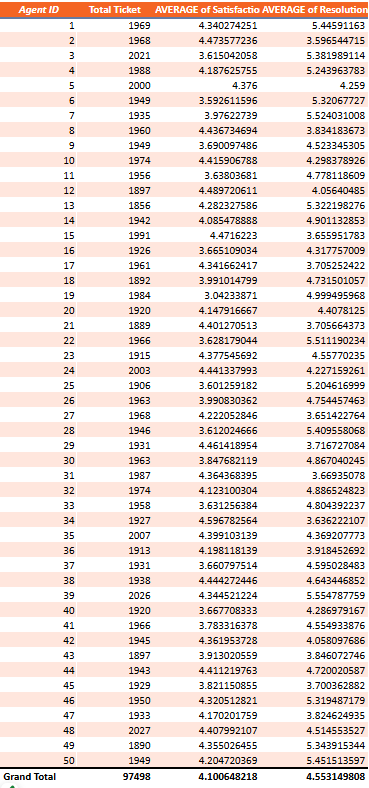 Agent ID Total Ticket AVERAGE of Satisfactio AVERAGE of Resolution
1 1969 4.340274251 5.44591163
2 1968 4.473577236 3.596544715
3 2021 3.615042058 5.381989114
4 1988 4.187625755 5.243963783
5 2000 4.376 4.259
6 1949 3.592611596 5.32067727
7 1935 3.97622739 5.524031008
8 1960 4.436734694 3.834183673
9 1949 3.690097486 4.523345305
10 1974 4.415906788 4.298378926
11 1956 3.63803681 4.778118609
12 1897 4.489720611 4.05640485
13 1856 4.282327586 5.322198276
14 1942 4.085478888 4.901132853
15 1991 4.4716223 3.655951783
16 1926 3.665109034 4.317757009
17 1961 4.341662417 3.705252422
18 1892 3.991014799 4.731501057
19 1984 3.04233871 4.999495968
20 1920 4.147916667 4.4078125
21 1889 4.401270513 3.705664373
22 1966 3.628179044 5.511190234
23 1915 4.377545692 4.55770235
24 2003 4.441337993 4.227159261
25 1906 3.601259182 5.204616999
26 1963 3.990830362 4.754457463
27 1968 4.222052846 3.651422764
28 1946 3.612024666 5.409558068
29 1931 4.461418954 3.716727084
30 1963 3.847682119 4.867040245
31 1987 4.364368395 3.66935078
32 1974 4.123100304 4.886524823
33 1958 3.631256384 4.804392237
34 1927 4.596782564 3.636222107
35 2007 4.399103139 4.369207773
36 1913 4.198118139 3.918452692
37 1931 3.660797514 4.595028483
38 1938 4.444272446 4.643446852
39 2026 4.344521224 5.554787759
40 1920 3.667708333 4.286979167
41 1966 3.783316378 4.554933876
42 1945 4.361953728 4.058097686
43 1897 3.913020559 3.846072746
44 1943 4.411219763 4.720020587
45 1929 3.821150855 3.700362882
46 1950 4.320512821 5.319487179
47 1933 4.170201759 3.824624935
48 2027 4.407992107 4.514553527
49 1890 4.355026455 5.343915344
50 1949 4.204720369 5.451513597
Grand Total 97498 4.100648218 4.553149808